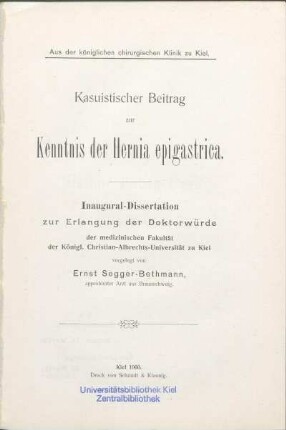 Aus der königlichen chirurgischen Klinik zu Kiel.
Kasuistischer Beitrag
zur
Kenntnis der Hernia epigastrica.
Inaugural-Dissertation
zur Erlangung der Doktorwürde
der medizinischen Fakultät
der Königl. Christian-Albrechts-Universität zu Kiel
vorgelegt von
Ernst Segger-Bethmann,
approbierter Arzt aus Braunschweig.
Kiel
Druck von Schmidt & Klaunig.
Universitätsbibliothek Kiel
Zentralbibliothek